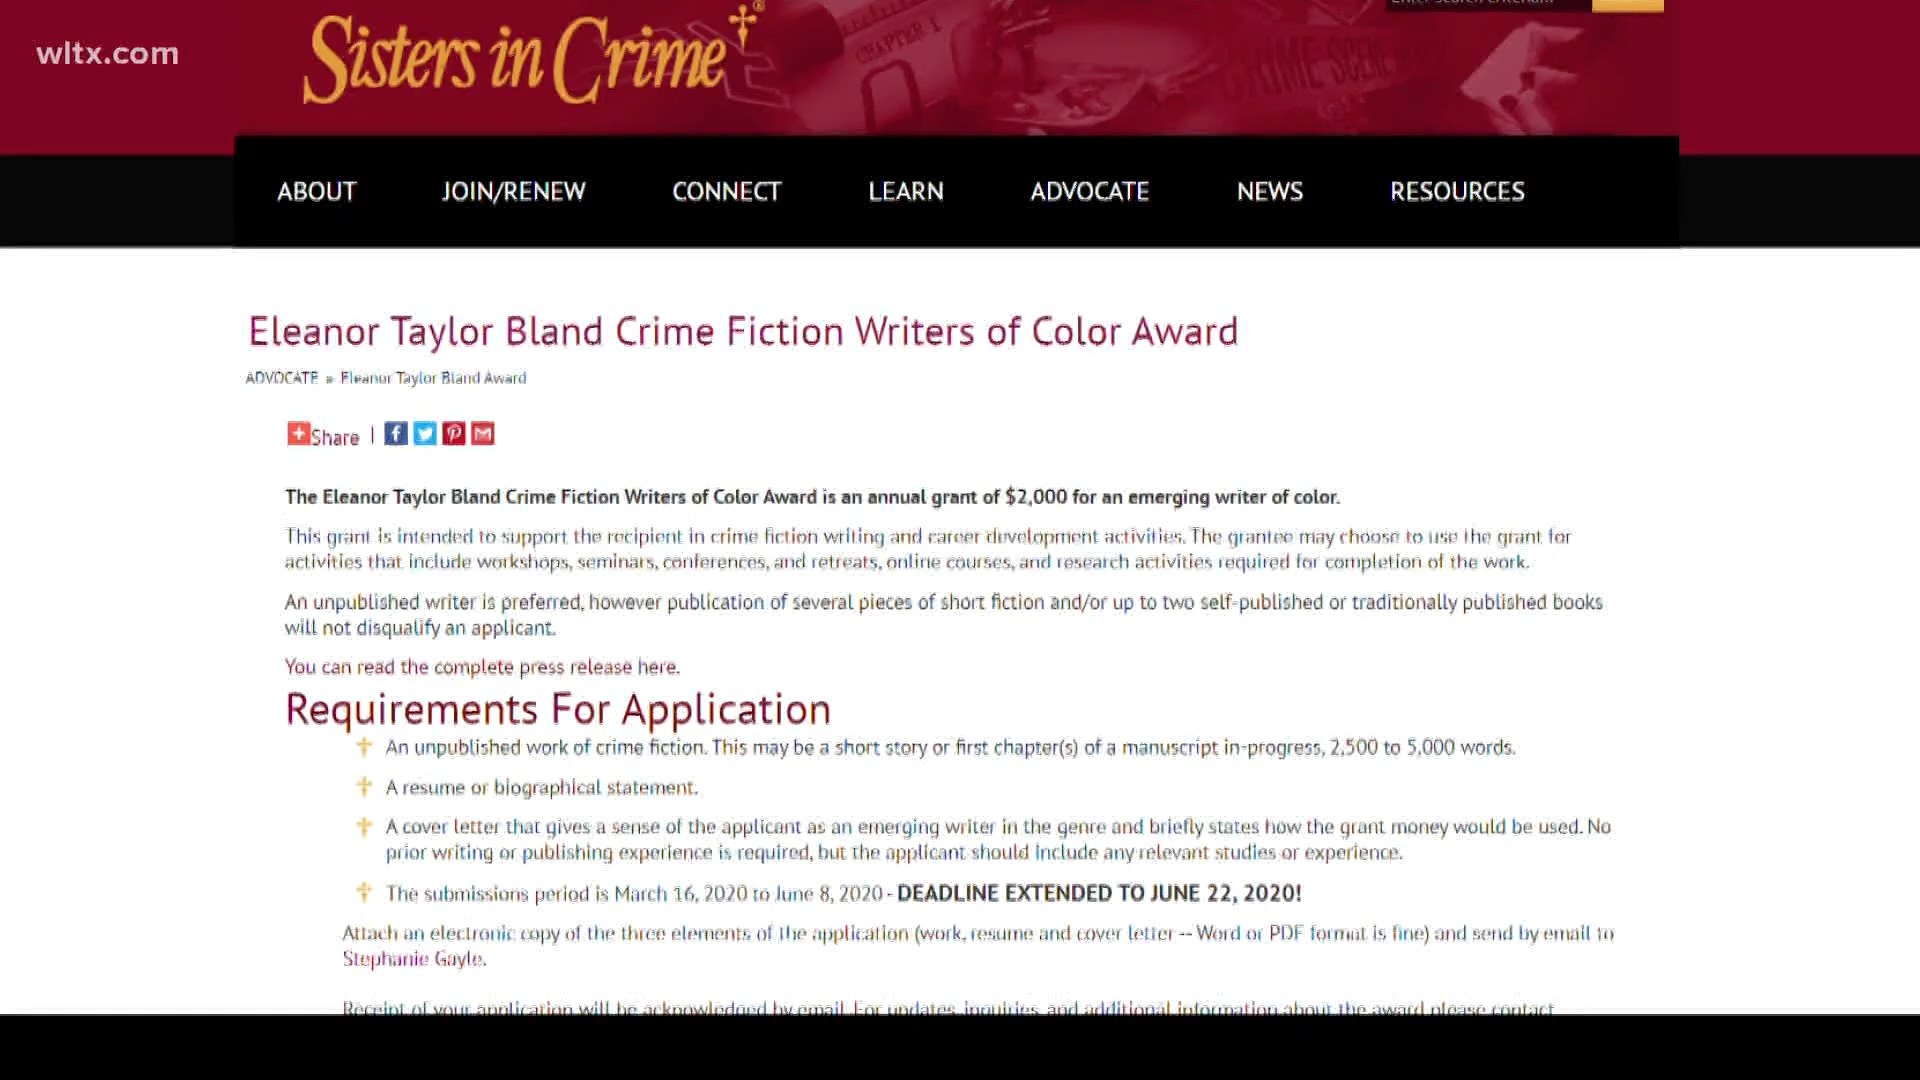 wltx.com
Sisters in Crime ®
CHAPTER 1
CRIME SCENE
ABOUT JOIN/RENEW CONNECT LEARN ADVOCATE NEWS RESOURCES
Eleanor Taylor Bland Crime Fiction Writers of Color Award
ADVOCATE » Eleanor Taylor Bland Award
Share |
The Eleanor Taylor Bland Crime Fiction Writers of Color Award is an annual grant of $2,000 for an emerging writer of color.
This grant is intended to support the recipient in crime fiction writing and career development activities. The grantee may choose to use the grant for
activities that include workshops, seminars, conferences, and retreats, online courses, and research activities required for completion of the work.
An unpublished writer is preferred, however publication of several pieces of short fiction and/or up to two self-published or traditionally published books
will not disqualify an applicant.
You can read the complete press release here.
Requirements For Application
An unpublished work of crime fiction. This may be a short story or first chapter(s) of a manuscript in-progress, 2,500 to 5,000 words.
A resume or biographical statement.
A cover letter that gives a sense of the applicant as an emerging writer in the genre and briefly states how the grant money would be used. No
prior writing or publishing experience is required, but the applicant should include any relevant studies or experience.
The submissions period is March 16, 2020 to June 8, 2020 - DEADLINE EXTENDED TO JUNE 22, 2020!
Attach an electronic copy of the three elements of the application (work, resume and cover letter -- Word or PDF format is fine) and send by email to
Stephanie Gayle.
Receipt of your application will be acknowledged by email. For updates, inquiries, and additional information about the award please contact